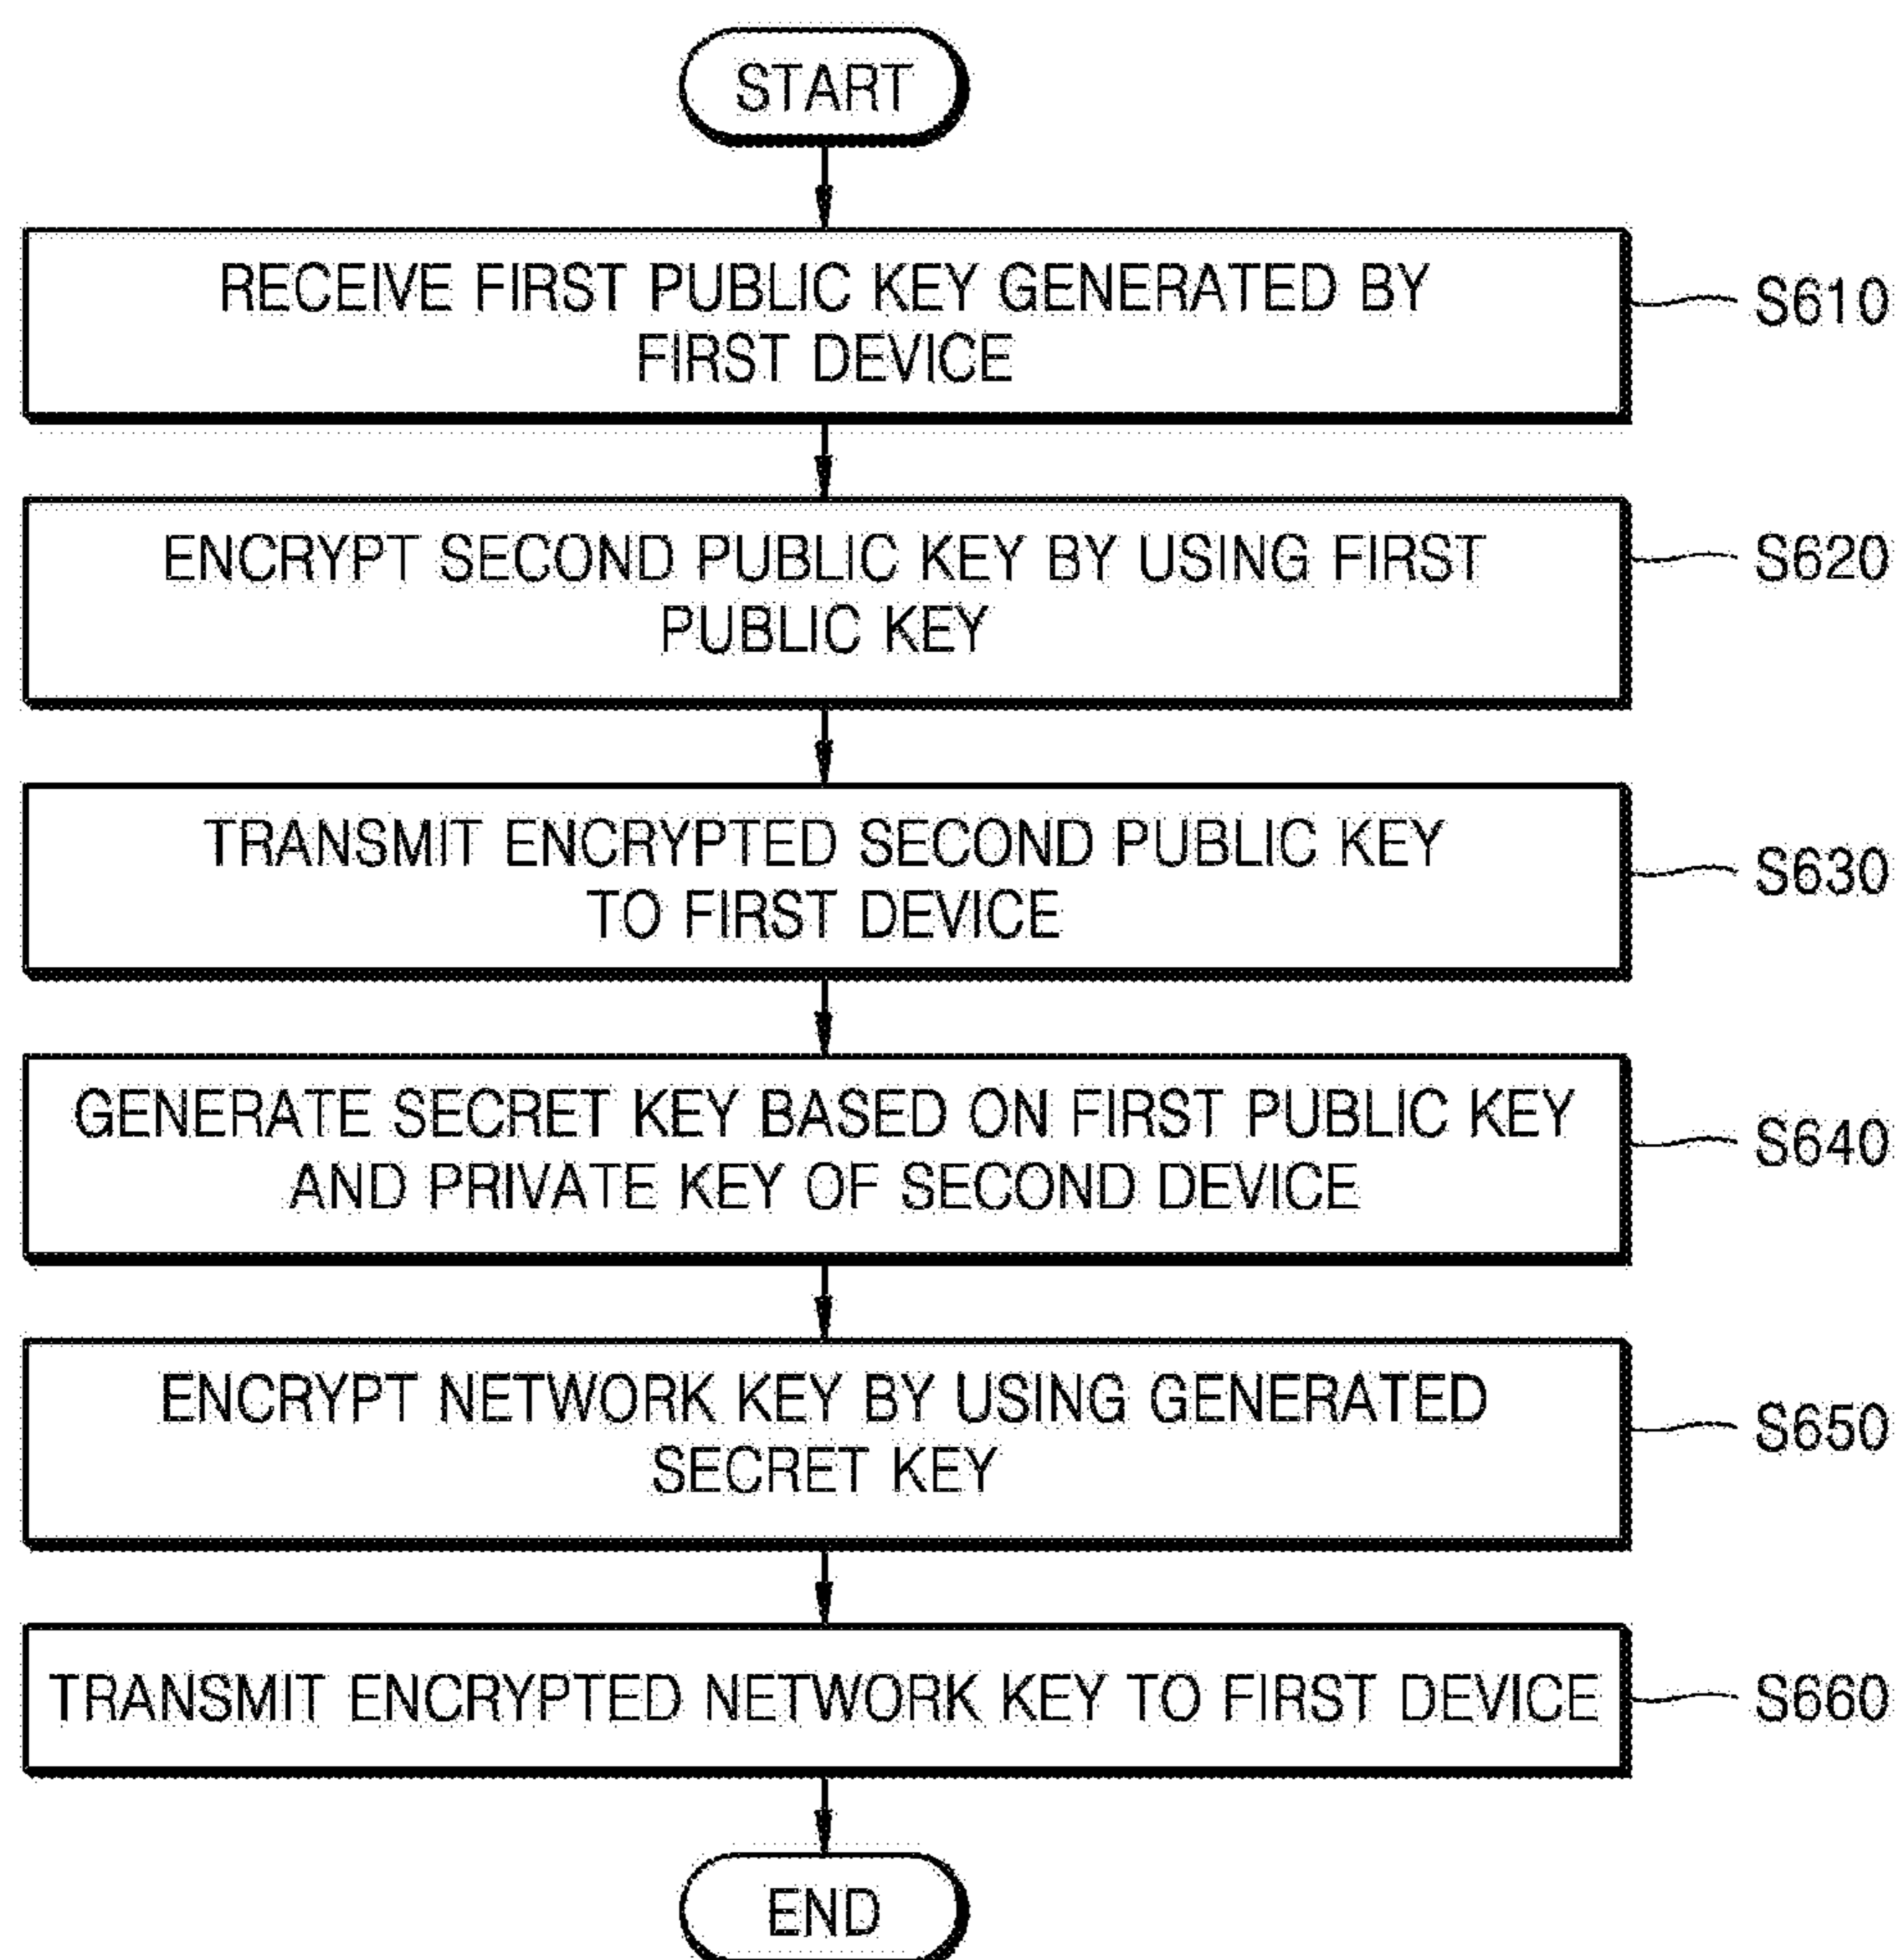 START
RECEIVE FIRST PUBLIC KEY GENERATED BY
FIRST DEVICE
S610
ENCRYPT SECOND PUBLIC KEY BY USING FIRST
PUBLIC KEY
S620
TRANSMIT ENCRYPTED SECOND PUBLIC KEY
TO FIRST DEVICE
S630
GENERATE SECRET KEY BASED ON FIRST PUBLIC KEY
AND PRIVATE KEY OF SECOND DEVICE
S640
ENCRYPT NETWORK KEY BY USING GENERATED
SECRET KEY
S650
TRANSMIT ENCRYPTED NETWORK KEY TO FIRST DEVICE
S660
END